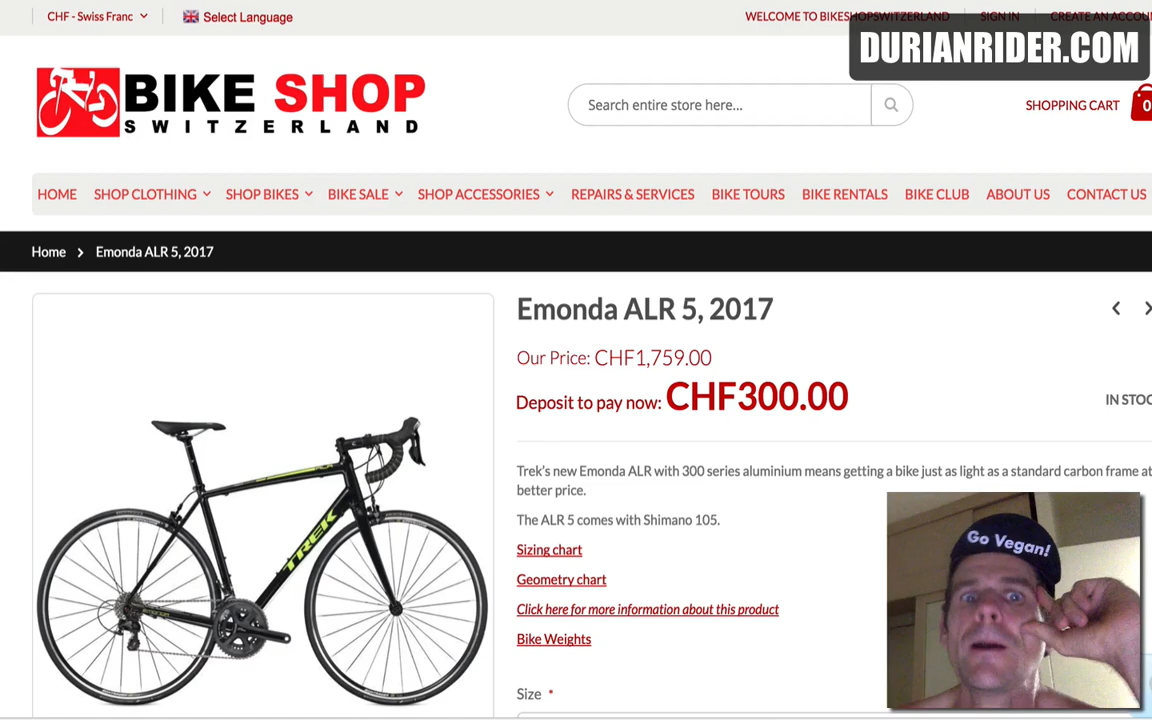 CHF - Swiss Franc
Select Language
WELCOME TO BIKESHOPSWITZERLAND
SIGN IN
CREATE AN ACCOU
DURIANRIDER.COM
BIKE SHOP
SWITZERLAND
Search entire store here...
SHOPPING CART
0
HOME
SHOP CLOTHING
SHOP BIKES
BIKE SALE
SHOP ACCESSORIES
REPAIRS & SERVICES
BIKE TOURS
BIKE RENTALS
BIKE CLUB
ABOUT US
CONTACT US
Home
Emonda ALR 5, 2017
Emonda ALR 5, 2017
Our Price: CHF1,759.00
Deposit to pay now: CHF300.00
IN STOC
Trek's new Emonda ALR with 300 series aluminium means getting a bike just as light as a standard carbon frame at
better price.
The ALR 5 comes with Shimano 105.
Sizing chart
Geometry chart
Click here for more information about this product
Bike Weights
Size *
TREK
Go Vegan!